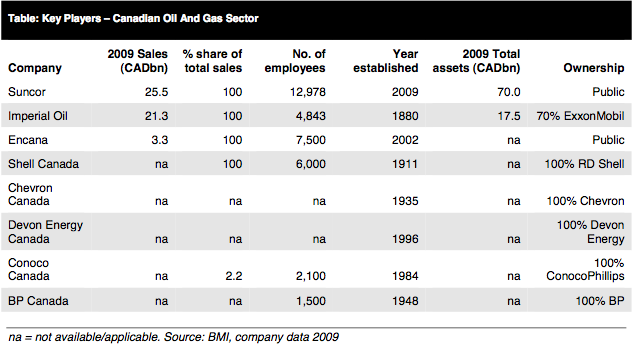 Table: Key Players – Canadian Oil And Gas Sector
Company 2009 Sales (CADbn) % share of total sales No. of employees Year established 2009 Total assets (CADbn) Ownership
Suncor 25.5 100 12,978 2009 70.0 Public
Imperial Oil 21.3 100 4,843 1880 17.5 70% ExxonMobil
Encana 3.3 100 7,500 2002 na Public
Shell Canada na 100 6,000 1911 na 100% RD Shell
Chevron Canada na na na 1935 na 100% Chevron
Devon Energy Canada na na na 1996 na 100% Devon Energy
Conoco Canada na 2.2 2,100 1984 na 100% ConocoPhillips
BP Canada na na 1,500 1948 na 100% BP
na = not available/applicable. Source: BMI, company data 2009